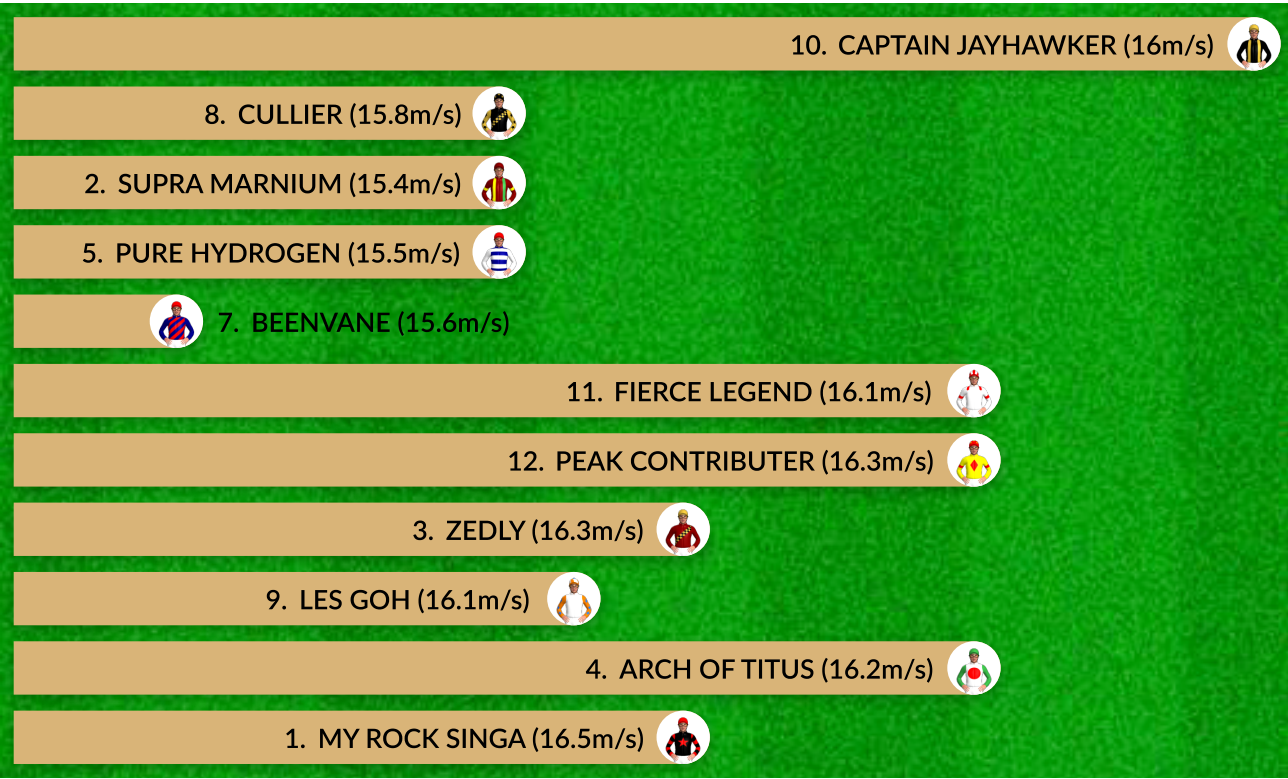 10. CAPTAIN JAYHAWKER (16m/s)
8. CULLIER (15.8m/s)
2. SUPRA MARNIUM (15.4m/s)
5. PURE HYDROGEN (15.5m/s)
7. BEENVANE (15.6m/s)
11. FIERCE LEGEND (16.1m/s)
12. PEAK CONTRIBUTER (16.3m/s)
3. ZEDLY (16.3m/s)
9. LES GOH (16.1m/s)
4. ARCH OF TITUS (16.2m/s)
1. MY ROCK SINGA (16.5m/s)